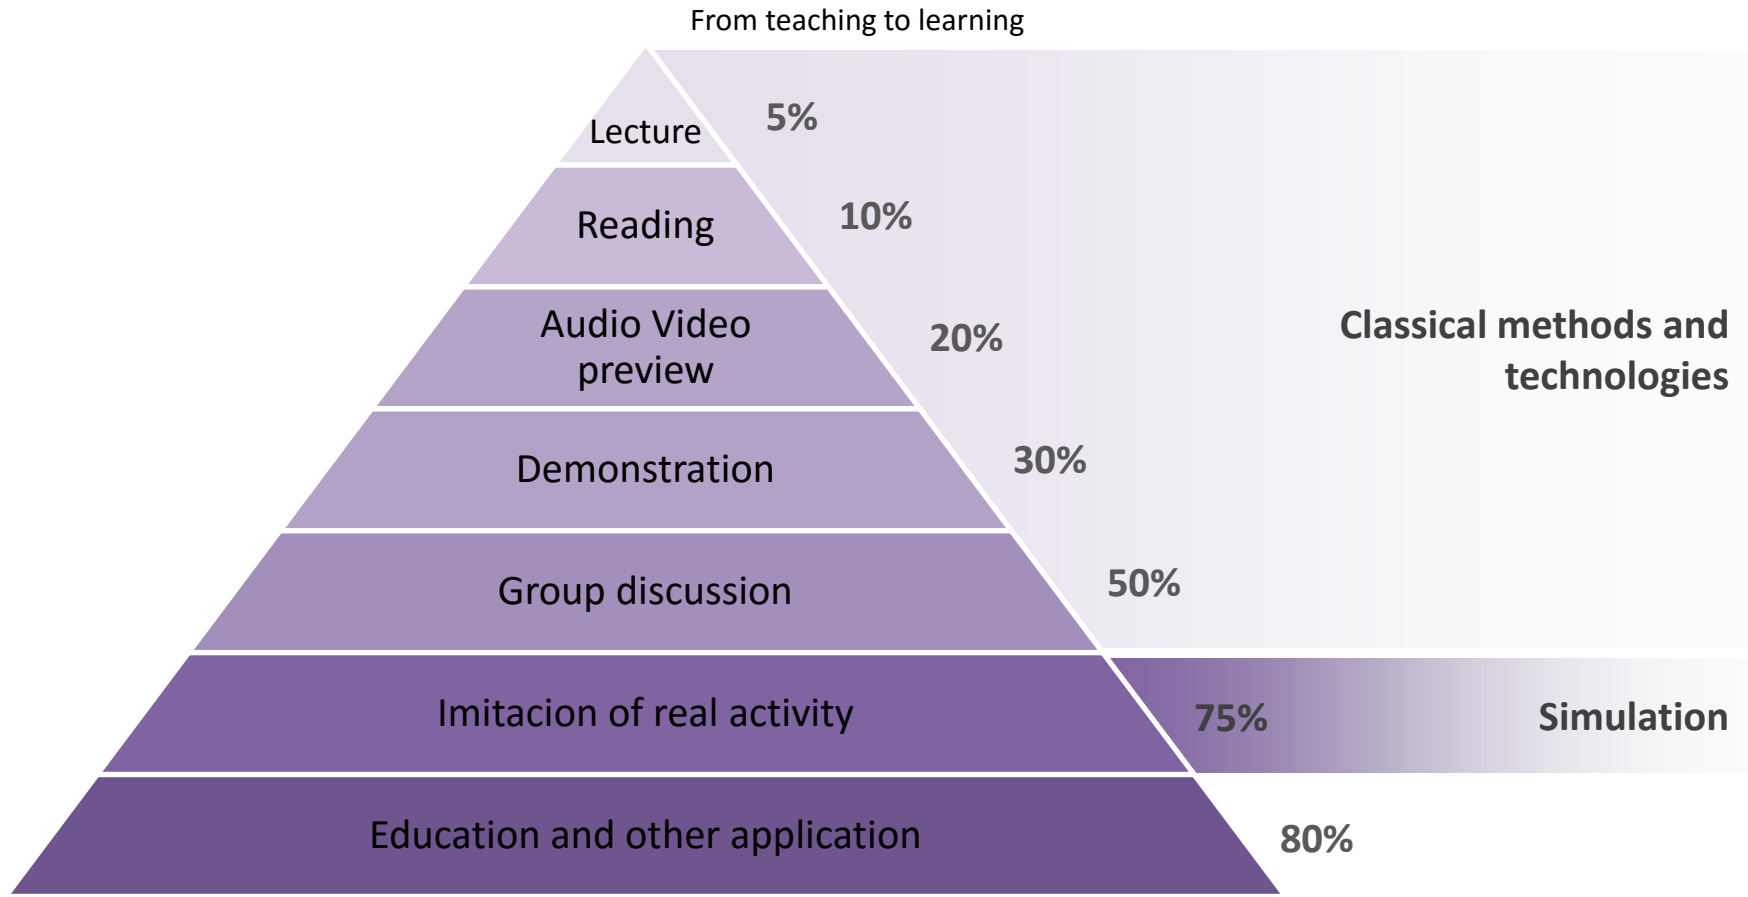 From teaching to learning
Lecture
5%
Reading
10%
Audio Video
preview
20%
Classical methods and
technologies
Demonstration
30%
Group discussion
50%
Imitacion of real activity
75%
Simulation
Education and other application
80%